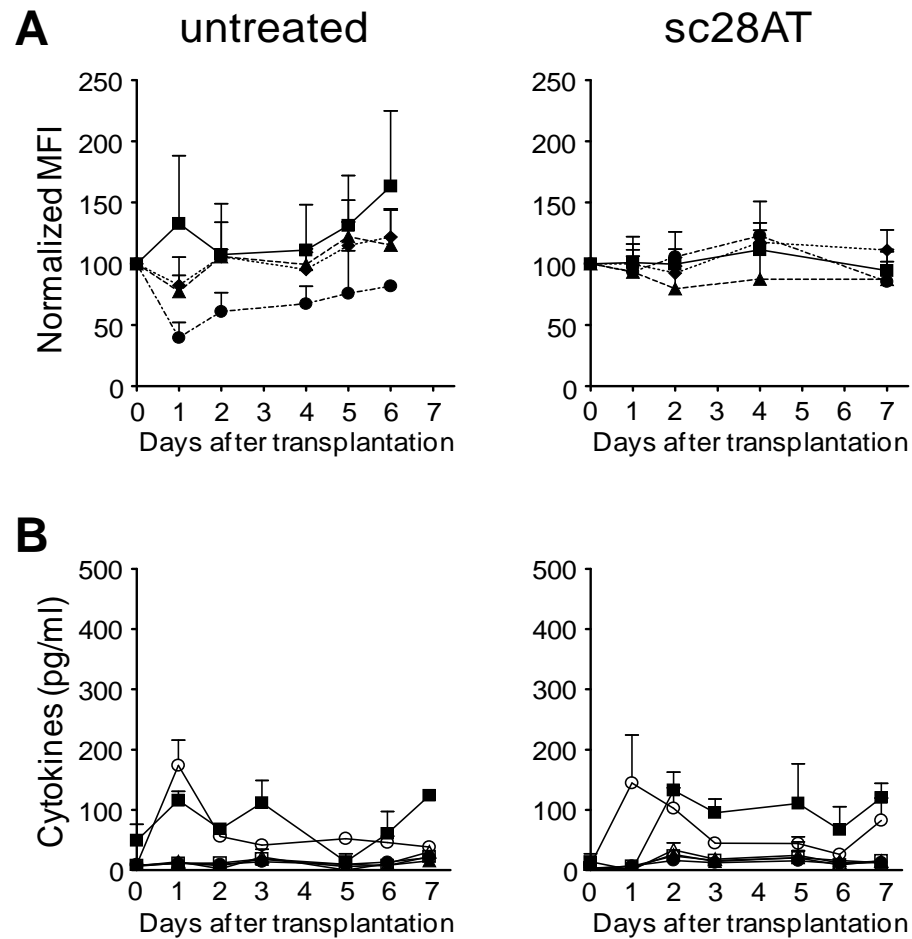 A
untreated
sc28AT
Normalized MFI
250
200
150
100
50
0
0 1 2 3 4 5 6 7
Days after transplantation
250
200
150
100
50
0
0 1 2 3 4 5 6 7
Days after transplantation
B
Cytokines (pg/ml)
500
400
300
200
100
0
0 1 2 3 4 5 6 7
Days after transplantation
500
400
300
200
100
0
0 1 2 3 4 5 6 7
Days after transplantation